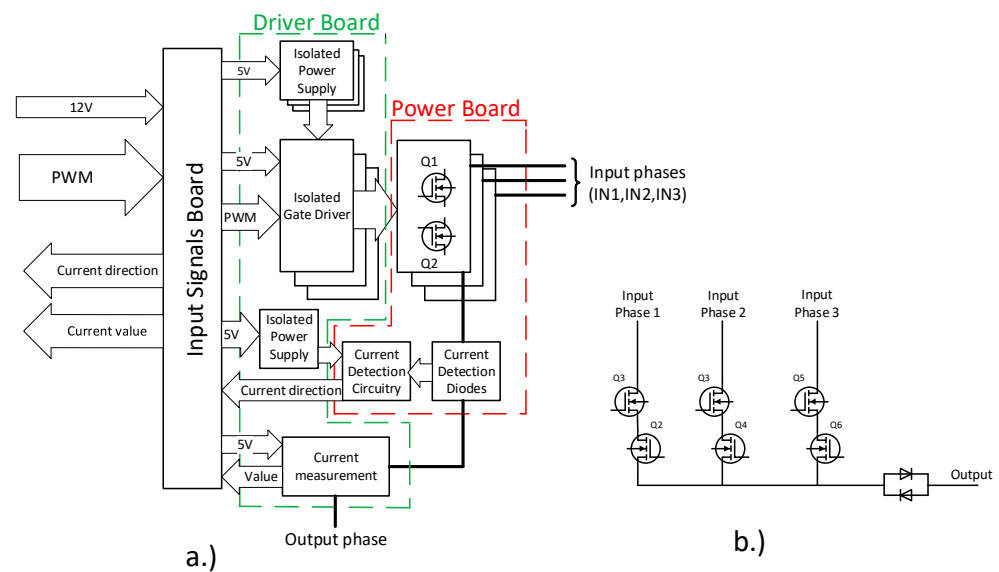 Driver Board
Isolated
Power
Supply
5V
12V
Power Board
PWM
5V
Isolated
Gate Driver
PWM
Q1
Q2
Input phases
(IN1,IN2,IN3)
Input Signals Board
Current direction
Current value
5V
Isolated
Power
Supply
Current
Detection
Circuitry
Current
Detection
Diodes
Current direction
5V
Value
Current
measurement
Output phase
a.)
Input
Phase 1
Input
Phase 2
Input
Phase 3
Q3
Q3
Q5
Q2
Q4
Q6
Output
b.)